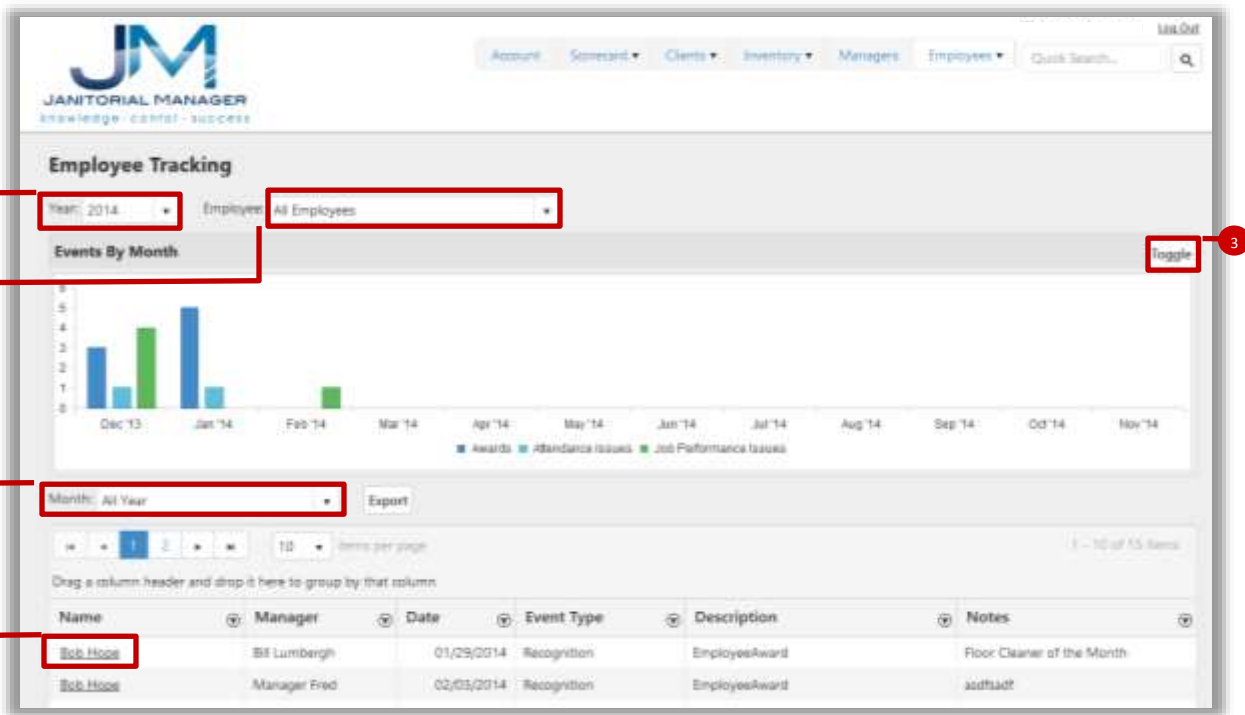 Log Out
JM
Account Scorecard Clients Inventory Managers Employees Quick Search...
JANITORIAL MANAGER
knowledge-contol-success
Employee Tracking
Year: 2014 Employee: All Employees
Events By Month Toggle 3
6
5
4
3
2
1
0
Dec '13 Jan '14 Feb '14 Mar '14 Apr '14 May '14 Jun '14 Jul '14 Aug '14 Sep '14 Oct '14 Nov '14
Awards Attendance Issues Job Performance Issues
Month: All Year Export
1 2 10 items per page 1 - 10 of 15 items
Drag a column header and drop it here to group by that column
Name Manager Date Event Type Description Notes
Bob Hope Bill Lumbergh 01/29/2014 Recognition EmployeeAward Floor Cleaner of the Month
Bob Hope Manager Fred 02/03/2014 Recognition EmployeeAward